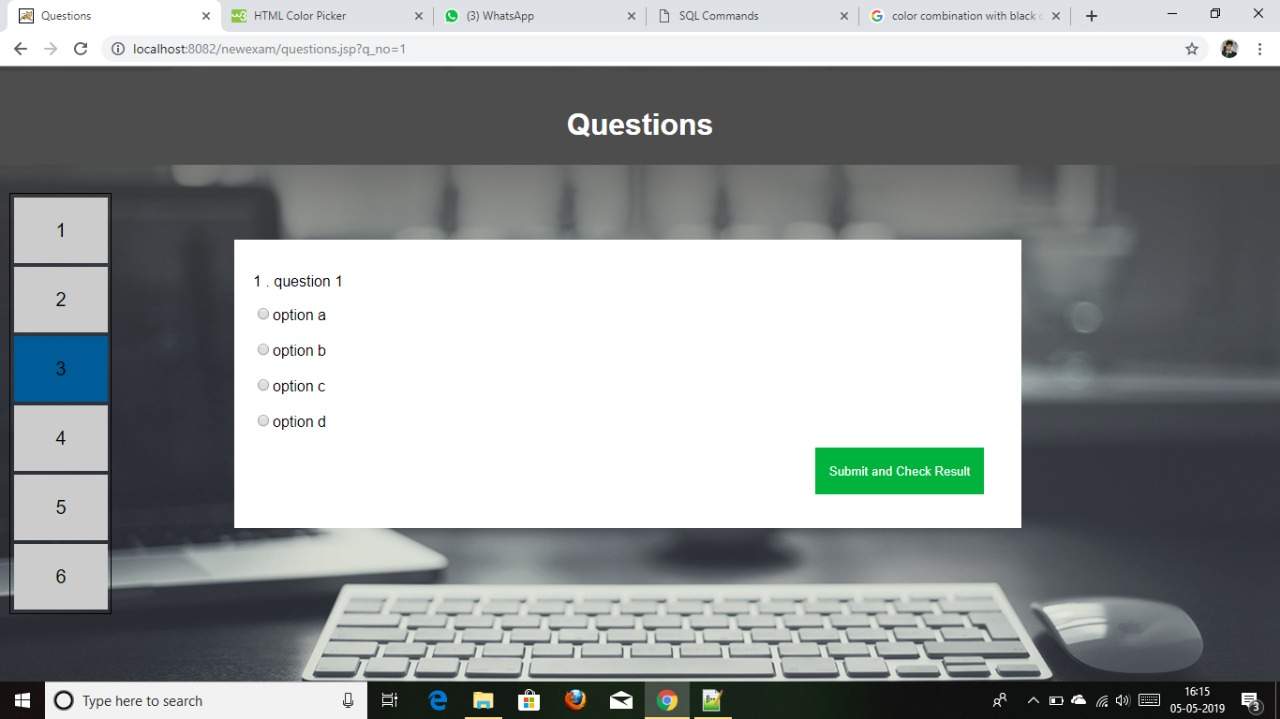 Questions
HTML Color Picker
(3) WhatsApp
SQL Commands
color combination with black c
localhost:8082/newexam/questions.jsp?q_no=1
Questions
1
2
3
4
5
6
1 . question 1
option a
option b
option c
option d
Submit and Check Result
Type here to search
16:15
05-05-2019
3